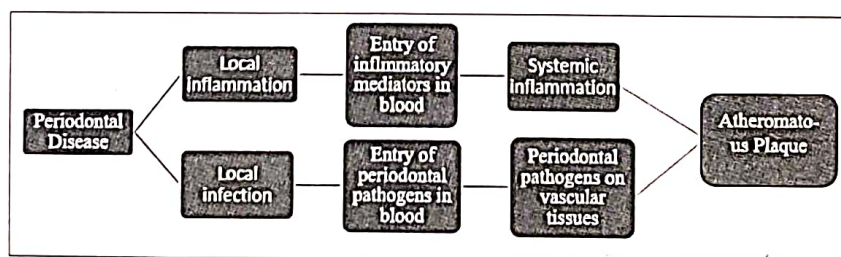 Periodontal
Disease
Local
inflammation
Entry of
inflmmatory
mediators in
blood
Systemic
inflammation
Local
infection
Entry of
periodontal
pathogens in
blood
Periodontal
pathogens on
vascular
tissues
Atheromato-
us Plaque